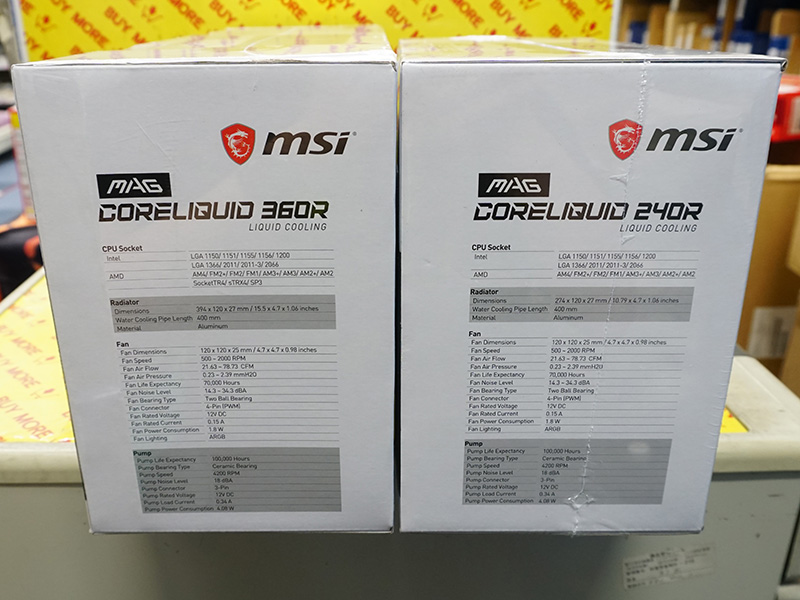 BUY MORE
msi
MAG
CORELIQUID 360R
LIQUID COOLING
CPU Socket
Intel LGA 1150/ 1151/ 1155/ 1156/ 1200
LGA 1366/ 2011/ 2011-3/ 2066
AMD AM4/ FM2+/ FM2/ FM1/ AM3+/ AM3/ AM2+/ AM2
SocketTR4/ sTRX4/ SP3
Radiator
Dimensions 394 x 120 x 27 mm / 15.5 x 4.7 x 1.06 inches
Water Cooling Pipe Length 400 mm
Material Aluminum
Fan
Fan Dimensions 120 x 120 x 25 mm / 4.7 x 4.7 x 0.98 inches
Fan Speed 500 ~ 2000 RPM
Fan Air Flow 21.63 ~ 78.73 CFM
Fan Air Pressure 0.23 ~ 2.39 mmH2O
Fan Life Expectancy 70,000 Hours
Fan Noise Level 14.3 ~ 34.3 dBA
Fan Bearing Type Two Ball Bearing
Fan Connector 4-Pin (PWM)
Fan Rated Voltage 12V DC
Fan Rated Current 0.15 A
Fan Power Consumption 1.8 W
Fan Lighting ARGB
Pump
Pump Life Expectancy 100,000 Hours
Pump Bearing Type Ceramic Bearing
Pump Speed 4200 RPM
Pump Noise Level 18 dBA
Pump Connector 3-Pin
Pump Rated Voltage 12V DC
Pump Load Current 0.34 A
Pump Power Consumption 4.08 W
msi
MAG
CORELIQUID 240R
LIQUID COOLING
CPU Socket
Intel LGA 1150/ 1151/ 1155/ 1156/ 1200
LGA 1366/ 2011/ 2011-3/ 2066
AMD AM4/ FM2+/ FM2/ FM1/ AM3+/ AM3/ AM2+/ AM2
Radiator
Dimensions 274 x 120 x 27 mm / 10.79 x 4.7 x 1.06 inches
Water Cooling Pipe Length 400 mm
Material Aluminum
Fan
Fan Dimensions 120 x 120 x 25 mm / 4.7 x 4.7 x 0.98 inches
Fan Speed 500 ~ 2000 RPM
Fan Air Flow 21.63 ~ 78.73 CFM
Fan Air Pressure 0.23 ~ 2.39 mmH2O
Fan Life Expectancy 70,000 Hours
Fan Noise Level 14.3 ~ 34.3 dBA
Fan Bearing Type Two Ball Bearing
Fan Connector 4-Pin (PWM)
Fan Rated Voltage 12V DC
Fan Rated Current 0.15 A
Fan Power Consumption 1.8 W
Fan Lighting ARGB
Pump
Pump Life Expectancy 100,000 Hours
Pump Bearing Type Ceramic Bearing
Pump Speed 4200 RPM
Pump Noise Level 18 dBA
Pump Connector 3-Pin
Pump Rated Voltage 12V DC
Pump Load Current 0.34 A
Pump Power Consumption 4.08 W